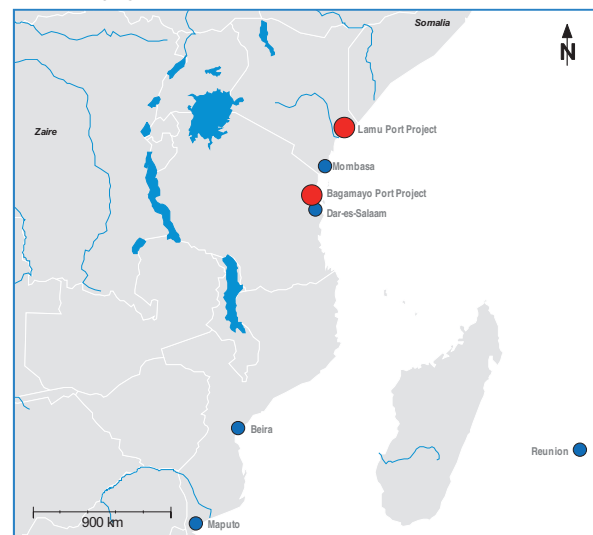 Somalia
N
Lamu Port Project
Zaire
Mombasa
Bagamayo Port Project
Dar-es-Salaam
Beira
Reunion
900 km
Maputo